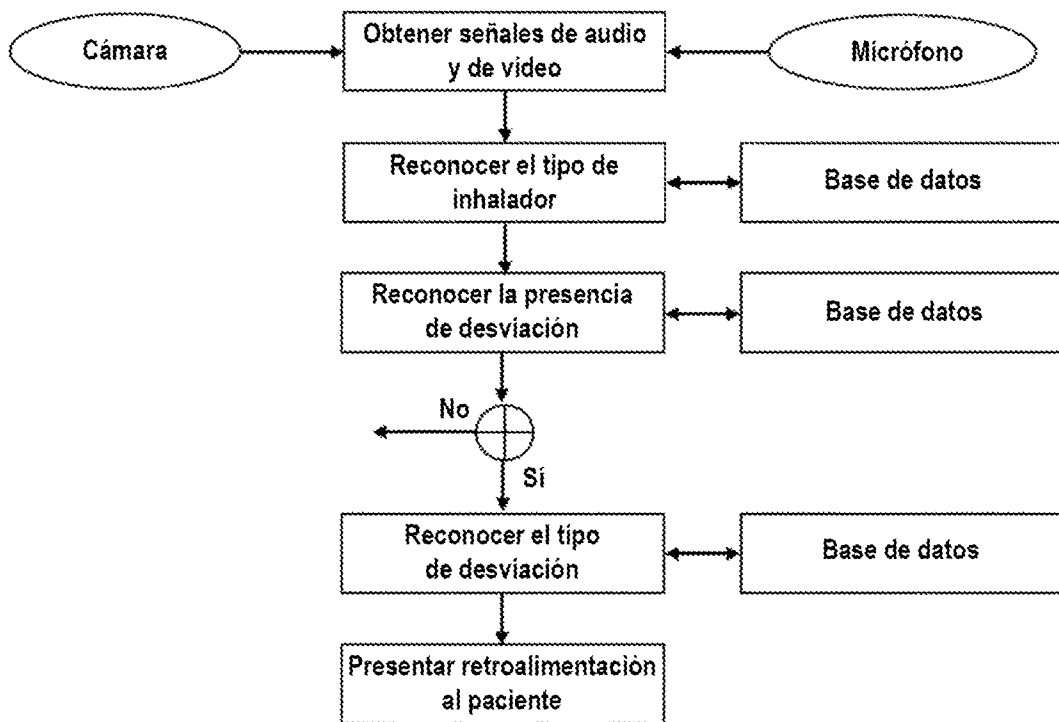 Cámara
Obtener señales de audio
y de vídeo
Micrófono
Reconocer el tipo de
inhalador
Base de datos
Reconocer la presencia
de desviación
Base de datos
No
Sí
Reconocer el tipo
de desviación
Base de datos
Presentar retroalimentación
al paciente